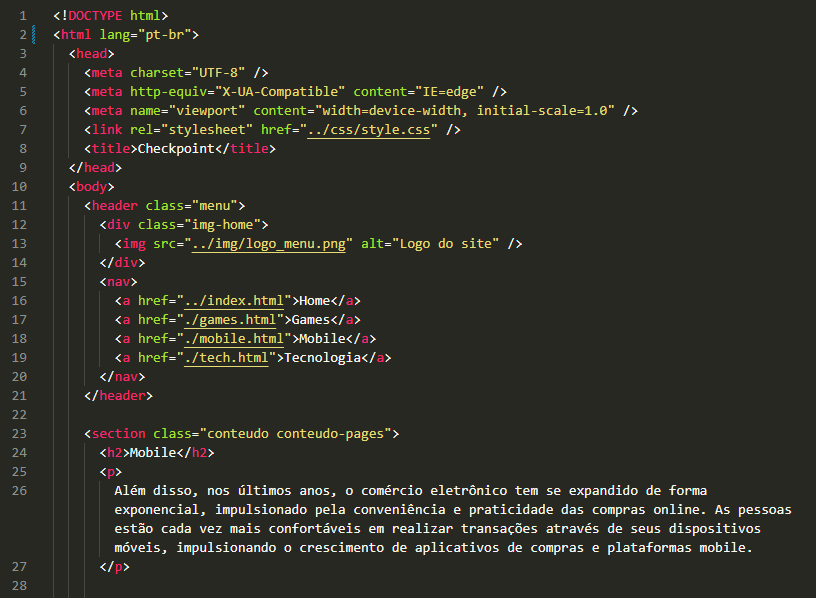 1 <!DOCTYPE html>
2 <html lang="pt-br">
3 <head>
4 <meta charset="UTF-8" />
5 <meta http-equiv="X-UA-Compatible" content="IE=edge" />
6 <meta name="viewport" content="width=device-width, initial-scale=1.0" />
7 <link rel="stylesheet" href="../css/style.css" />
8 <title>Checkpoint</title>
9 </head>
10 <body>
11 <header class="menu">
12 <div class="img-home">
13 <img src="../img/logo_menu.png" alt="Logo do site" />
14 </div>
15 <nav>
16 <a href="../index.html">Home</a>
17 <a href="./games.html">Games</a>
18 <a href="./mobile.html">Mobile</a>
19 <a href="./tech.html">Tecnologia</a>
20 </nav>
21 </header>
22
23 <section class="conteudo conteudo-pages">
24 <h2>Mobile</h2>
25 <p>
26 Além disso, nos últimos anos, o comércio eletrônico tem se expandido de forma
exponencial, impulsionado pela conveniência e praticidade das compras online. As pessoas
estão cada vez mais confortáveis em realizar transações através de seus dispositivos
móveis, impulsionando o crescimento de aplicativos de compras e plataformas mobile.
27 </p>
28